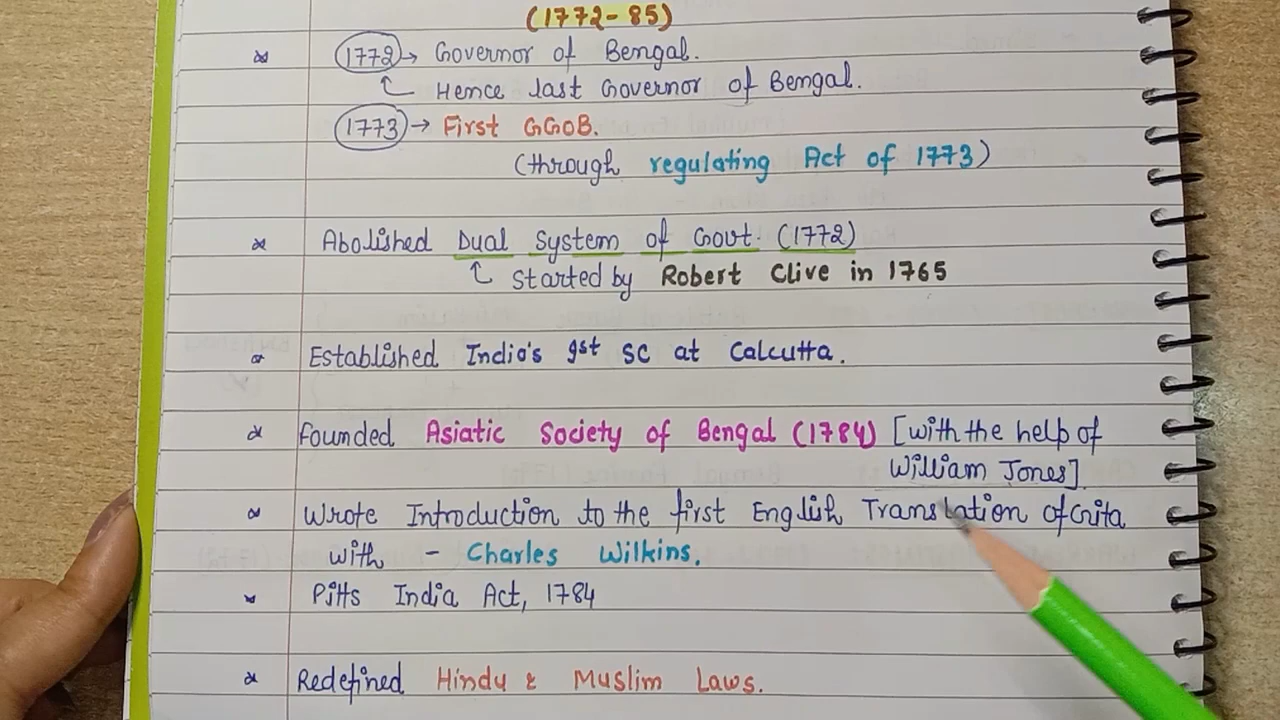 (1772-85)
1772 → Governor of Bengal.
Hence last Governor of Bengal.
1773 → First GGOB.
(through regulating Act of 1773)
Abolished Dual System of Govt. (1772)
Started by Robert Clive in 1765
Established India's 1st SC at Calcutta.
founded Asiatic Society of Bengal (1784) [with the help of
William Jones].
Wrote Introduction to the first English Translation of Gita
with - Charles Wilkins.
Pitts India Act, 1784
Redefined Hindu & Muslim Laws.